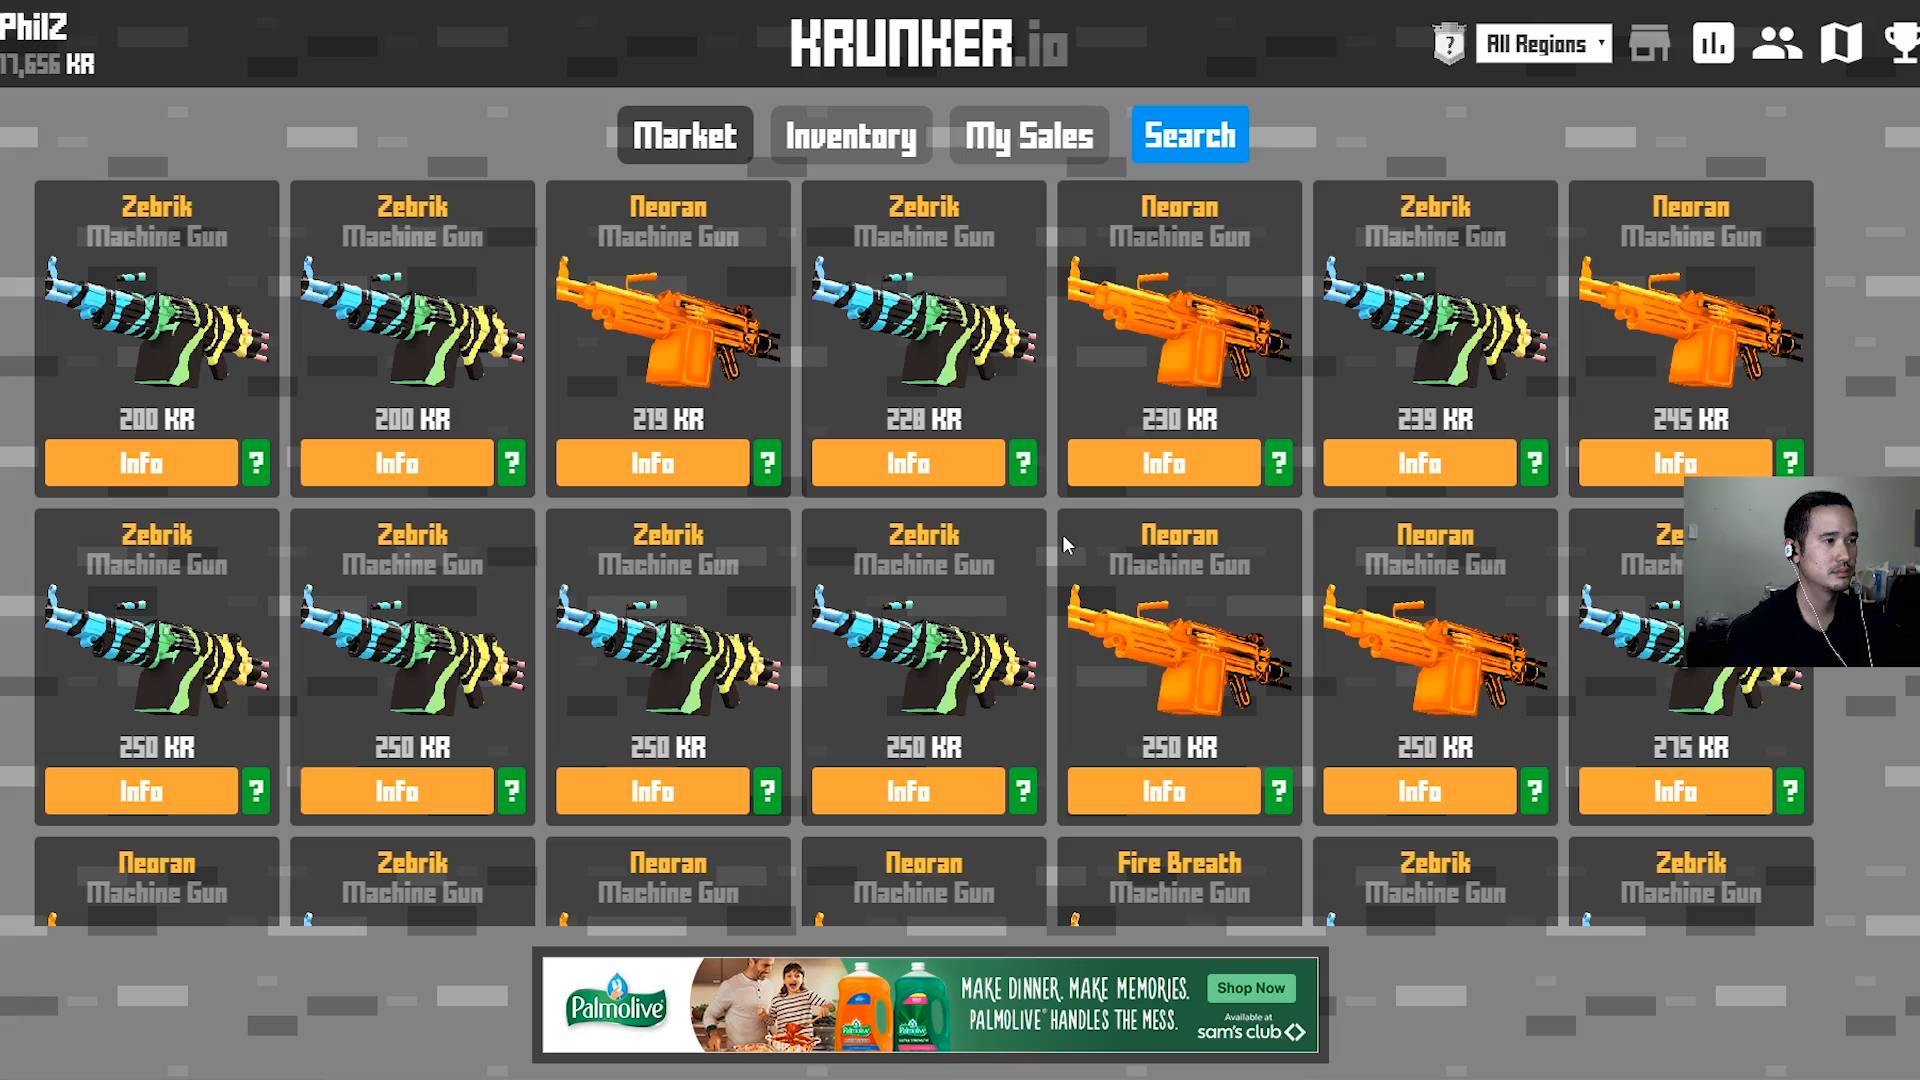 PhilZ
17,656 KR
KRUNKER.io
?
All Regions
Market
Inventory
My Sales
Search
Zebrik
Machine Gun
200 KR
Info
?
Zebrik
Machine Gun
200 KR
Info
?
Neoran
Machine Gun
219 KR
Info
?
Zebrik
Machine Gun
228 KR
Info
?
Neoran
Machine Gun
230 KR
Info
?
Zebrik
Machine Gun
239 KR
Info
?
Neoran
Machine Gun
245 KR
Info
?
Zebrik
Machine Gun
250 KR
Info
?
Zebrik
Machine Gun
250 KR
Info
?
Zebrik
Machine Gun
250 KR
Info
?
Zebrik
Machine Gun
250 KR
Info
?
Neoran
Machine Gun
250 KR
Info
?
Neoran
Machine Gun
250 KR
Info
?
Ze
Mach
275 KR
Info
?
Neoran
Machine Gun
Zebrik
Machine Gun
Neoran
Machine Gun
Neoran
Machine Gun
Fire Breath
Machine Gun
Zebrik
Machine Gun
Zebrik
Machine Gun
Palmolive
MAKE DINNER. MAKE MEMORIES.
PALMOLIVE® HANDLES THE MESS.
Shop Now
Available at
sam's club